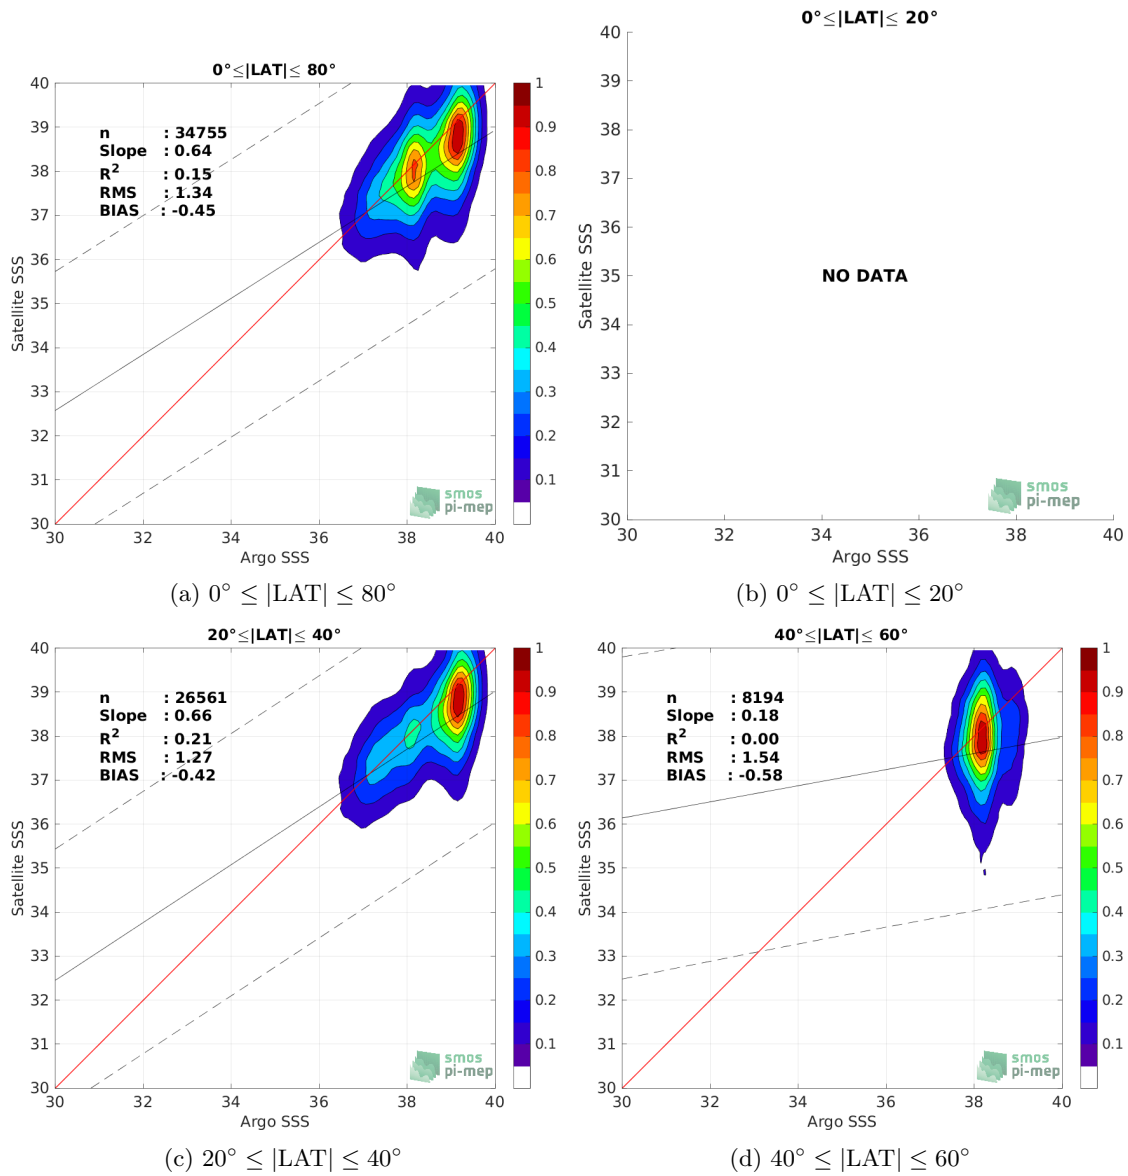 0°≤|LAT|≤ 80°
40
39
38
37
36
35
34
33
32
31
30
Satellite SSS
n : 34755
Slope : 0.64
R² : 0.15
RMS : 1.34
BIAS : -0.45
smos
pi-mep
30 32 34 36 38 40
Argo SSS
1
0.9
0.8
0.7
0.6
0.5
0.4
0.3
0.2
0.1
(a) 0° ≤ |LAT| ≤ 80°
0°≤|LAT|≤ 20°
40
39
38
37
36
35
34
33
32
31
30
Satellite SSS
NO DATA
smos
pi-mep
30 32 34 36 38 40
Argo SSS
(b) 0° ≤ |LAT| ≤ 20°
20°≤|LAT|≤ 40°
40
39
38
37
36
35
34
33
32
31
30
Satellite SSS
n : 26561
Slope : 0.66
R² : 0.21
RMS : 1.27
BIAS : -0.42
smos
pi-mep
30 32 34 36 38 40
Argo SSS
1
0.9
0.8
0.7
0.6
0.5
0.4
0.3
0.2
0.1
(c) 20° ≤ |LAT| ≤ 40°
40°≤|LAT|≤ 60°
40
39
38
37
36
35
34
33
32
31
30
Satellite SSS
n : 8194
Slope : 0.18
R² : 0.00
RMS : 1.54
BIAS : -0.58
smos
pi-mep
30 32 34 36 38 40
Argo SSS
1
0.9
0.8
0.7
0.6
0.5
0.4
0.3
0.2
0.1
(d) 40° ≤ |LAT| ≤ 60°